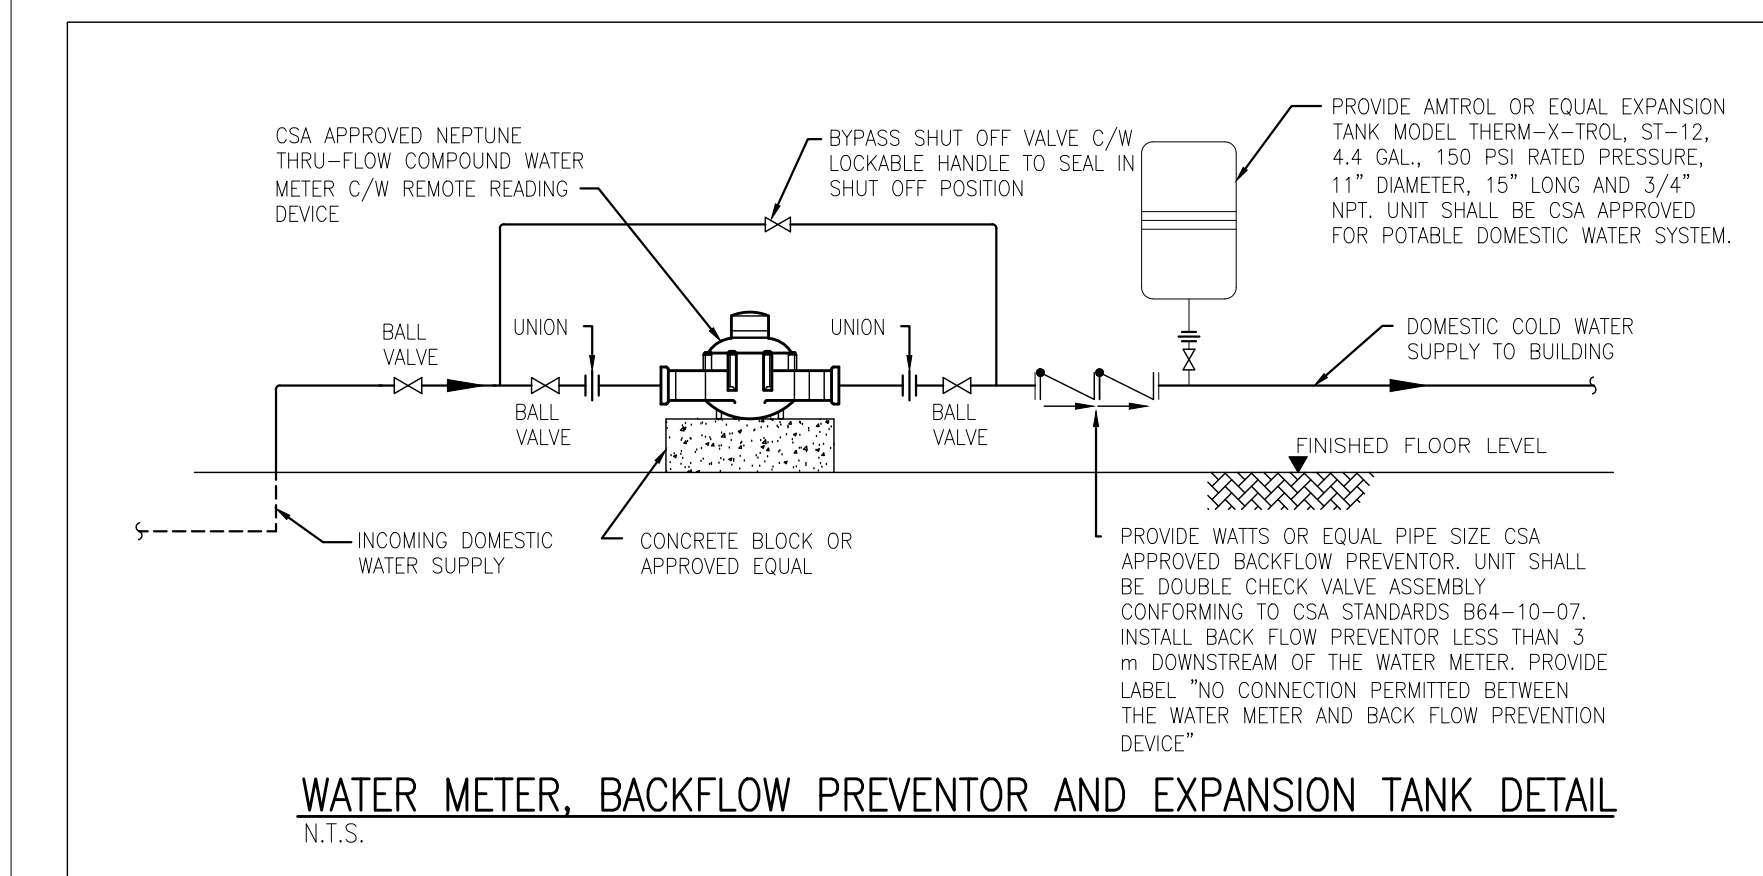 CSA APPROVED NEPTUNE
THRU-FLOW COMPOUND WATER
METER C/W REMOTE READING
DEVICE
BYPASS SHUT OFF VALVE C/W
LOCKABLE HANDLE TO SEAL IN
SHUT OFF POSITION
PROVIDE AMTROL OR EQUAL EXPANSION
TANK MODEL THERM-X-TROL, ST-12,
4.4 GAL., 150 PSI RATED PRESSURE,
11" DIAMETER, 15" LONG AND 3/4"
NPT. UNIT SHALL BE CSA APPROVED
FOR POTABLE DOMESTIC WATER SYSTEM.
BALL
VALVE
UNION
UNION
DOMESTIC COLD WATER
SUPPLY TO BUILDING
BALL
VALVE
BALL
VALVE
FINISHED FLOOR LEVEL
INCOMING DOMESTIC
WATER SUPPLY
CONCRETE BLOCK OR
APPROVED EQUAL
PROVIDE WATTS OR EQUAL PIPE SIZE CSA
APPROVED BACKFLOW PREVENTOR. UNIT SHALL
BE DOUBLE CHECK VALVE ASSEMBLY
CONFORMING TO CSA STANDARDS B64-10-07.
INSTALL BACK FLOW PREVENTOR LESS THAN 3
m DOWNSTREAM OF THE WATER METER. PROVIDE
LABEL "NO CONNECTION PERMITTED BETWEEN
THE WATER METER AND BACK FLOW PREVENTION
DEVICE"
WATER METER, BACKFLOW PREVENTOR AND EXPANSION TANK DETAIL
N.T.S.